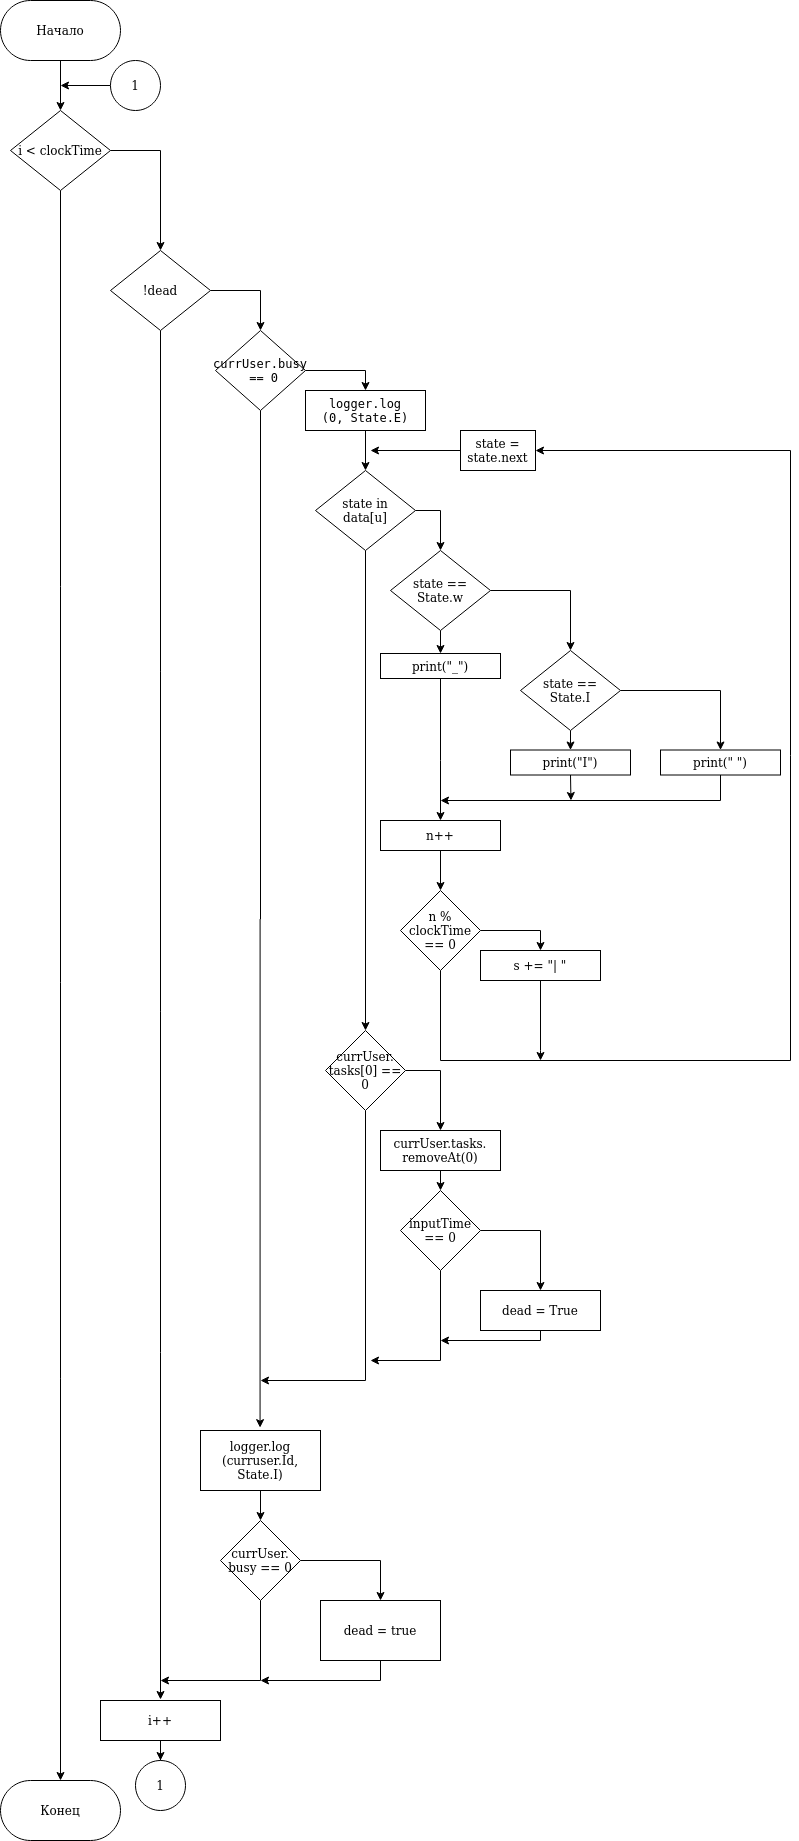 Начало
1
i < clockTime
!dead
currUser.busy
== 0
logger.log
(0, State.E)
state =
state.next
state in
data[u]
state ==
State.w
print("_")
state ==
State.I
print("I")
print(" ")
n++
n %
clockTime
== 0
s += "| "
currUser.
tasks[0] ==
0
currUser.tasks.
removeAt(0)
inputTime
== 0
dead = True
logger.log
(curruser.Id,
State.I)
currUser.
busy == 0
dead = true
i++
1
Конец